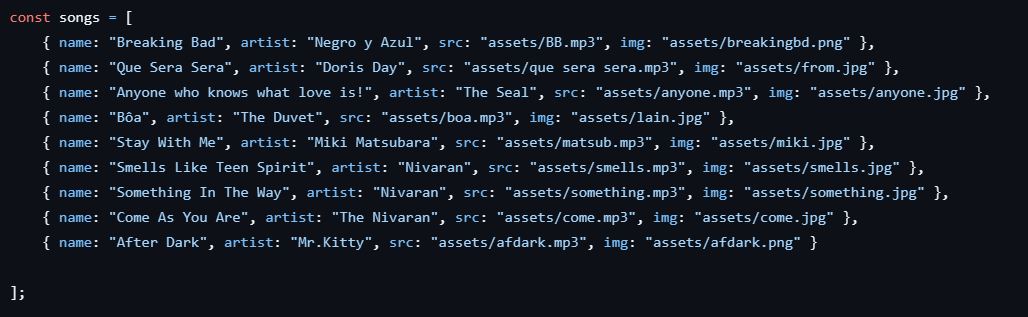 const songs = [
    { name: "Breaking Bad", artist: "Negro y Azul", src: "assets/BB.mp3", img: "assets/breakingbd.png" },
    { name: "Que Sera Sera", artist: "Doris Day", src: "assets/que sera sera.mp3", img: "assets/from.jpg" },
    { name: "Anyone who knows what love is!", artist: "The Seal", src: "assets/anyone.mp3", img: "assets/anyone.jpg" },
    { name: "Bôa", artist: "The Duvet", src: "assets/boa.mp3", img: "assets/lain.jpg" },
    { name: "Stay With Me", artist: "Miki Matsubara", src: "assets/matsub.mp3", img: "assets/miki.jpg" },
    { name: "Smells Like Teen Spirit", artist: "Nivaran", src: "assets/smells.mp3", img: "assets/smells.jpg" },
    { name: "Something In The Way", artist: "Nivaran", src: "assets/something.mp3", img: "assets/something.jpg" },
    { name: "Come As You Are", artist: "The Nivaran", src: "assets/come.mp3", img: "assets/come.jpg" },
    { name: "After Dark", artist: "Mr.Kitty", src: "assets/afdark.mp3", img: "assets/afdark.png" }
];